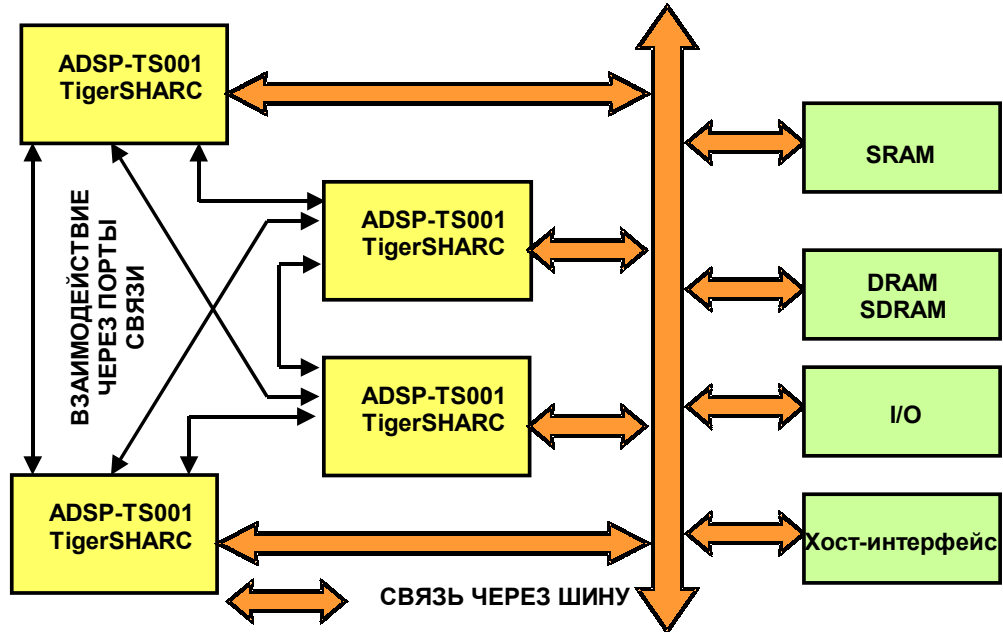 ADSP-TS001
TigerSHARC
ADSP-TS001
TigerSHARC
ADSP-TS001
TigerSHARC
ADSP-TS001
TigerSHARC
ВЗАИМОДЕЙСТВИЕ
ЧЕРЕЗ ПОРТЫ
СВЯЗИ
SRAM
DRAM
SDRAM
I/O
Хост-интерфейс
СВЯЗЬ ЧЕРЕЗ ШИНУ